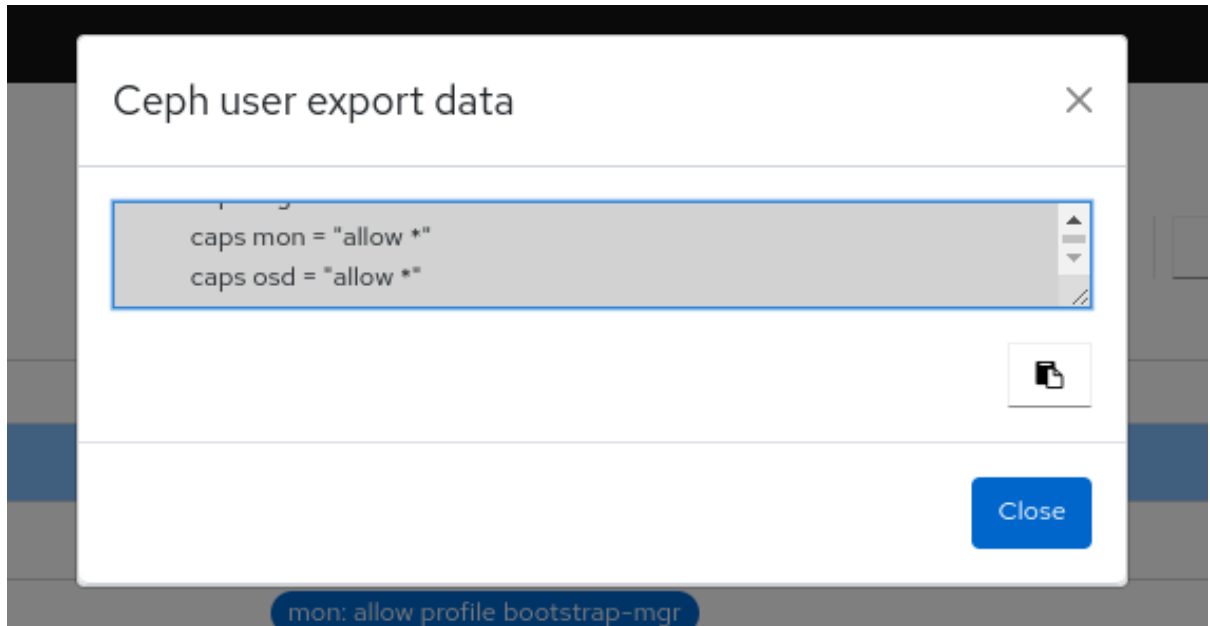 Ceph user export data
caps mon = "allow *"
caps osd = "allow *"
Close
mon: allow profile bootstrap-mgr